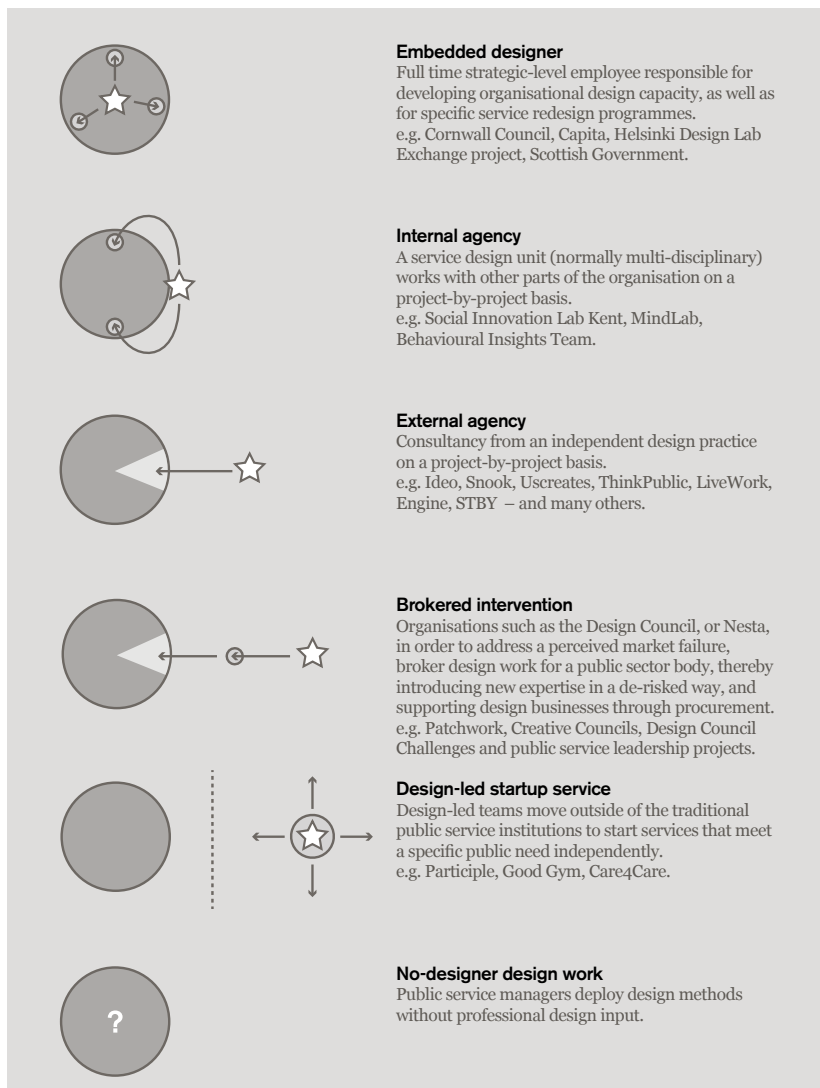 Embedded designer
Full time strategic-level employee responsible for
developing organisational design capacity, as well as
for specific service redesign programmes.
e.g. Cornwall Council, Capita, Helsinki Design Lab
Exchange project, Scottish Government.
Internal agency
A service design unit (normally multi-disciplinary)
works with other parts of the organisation on a
project-by-project basis.
e.g. Social Innovation Lab Kent, MindLab,
Behavioural Insights Team.
External agency
Consultancy from an independent design practice
on a project-by-project basis.
e.g. Ideo, Snook, Uscreates, ThinkPublic, LiveWork,
Engine, STBY – and many others.
Brokered intervention
Organisations such as the Design Council, or Nesta,
in order to address a perceived market failure,
broker design work for a public sector body, thereby
introducing new expertise in a de-risked way, and
supporting design businesses through procurement.
e.g. Patchwork, Creative Councils, Design Council
Challenges and public service leadership projects.
Design-led startup service
Design-led teams move outside of the traditional
public service institutions to start services that meet
a specific public need independently.
e.g. Participle, Good Gym, Care4Care.
?
No-designer design work
Public service managers deploy design methods
without professional design input.